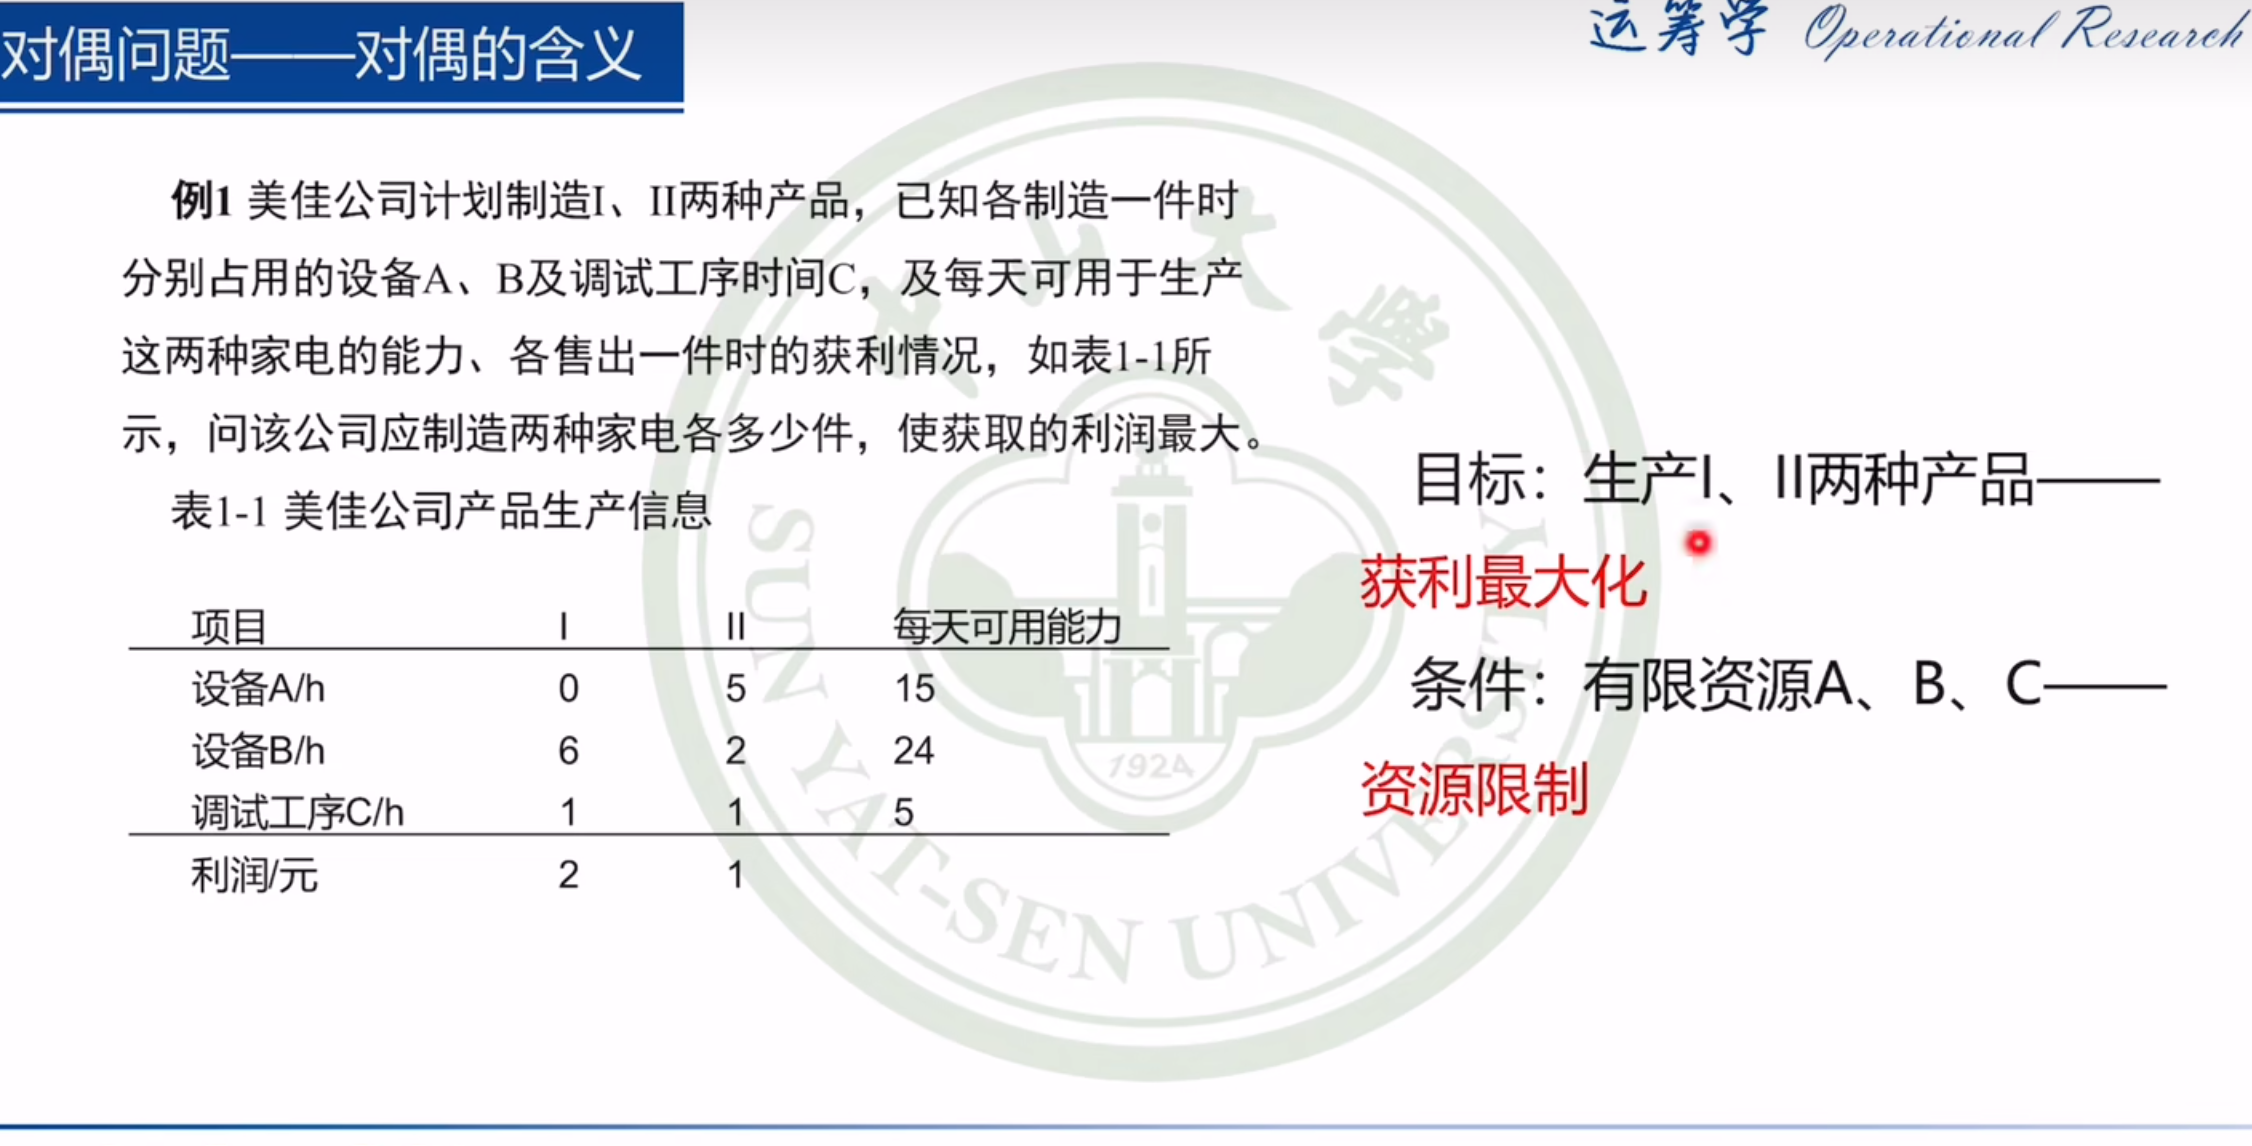 对偶问题——对偶的含义
运筹学 Operational Research
例1 美佳公司计划制造I、II两种产品，已知各制造一件时
分别占用的设备A、B及调试工序时间C，及每天可用于生产
这两种家电的能力、各售出一件时的获利情况，如表1-1所
示，问该公司应制造两种家电各多少件，使获取的利润最大。
表1-1 美佳公司产品生产信息
项目 I II 每天可用能力
设备A/h 0 5 15
设备B/h 6 2 24
调试工序C/h 1 1 5
利润/元 2 1
目标：生产I、II两种产品——
获利最大化
条件：有限资源A、B、C——
资源限制
中山大學
1924
SUN YAT-SEN UNIVERSITY